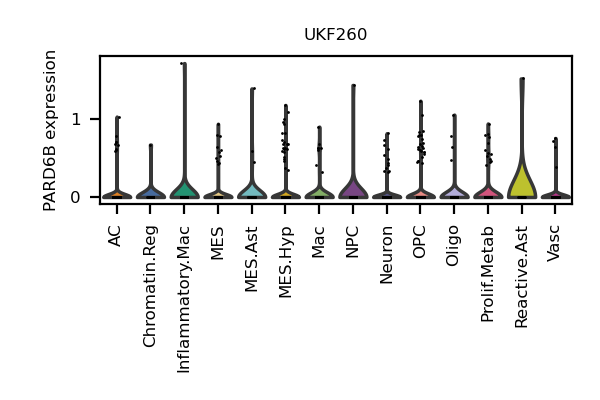 UKF260
PARD6B expression
1
0
AC
Chromatin.Reg
Inflammatory.Mac
MES
MES.Ast
MES.Hyp
Mac
NPC
Neuron
OPC
Oligo
Prolif.Metab
Reactive.Ast
Vasc